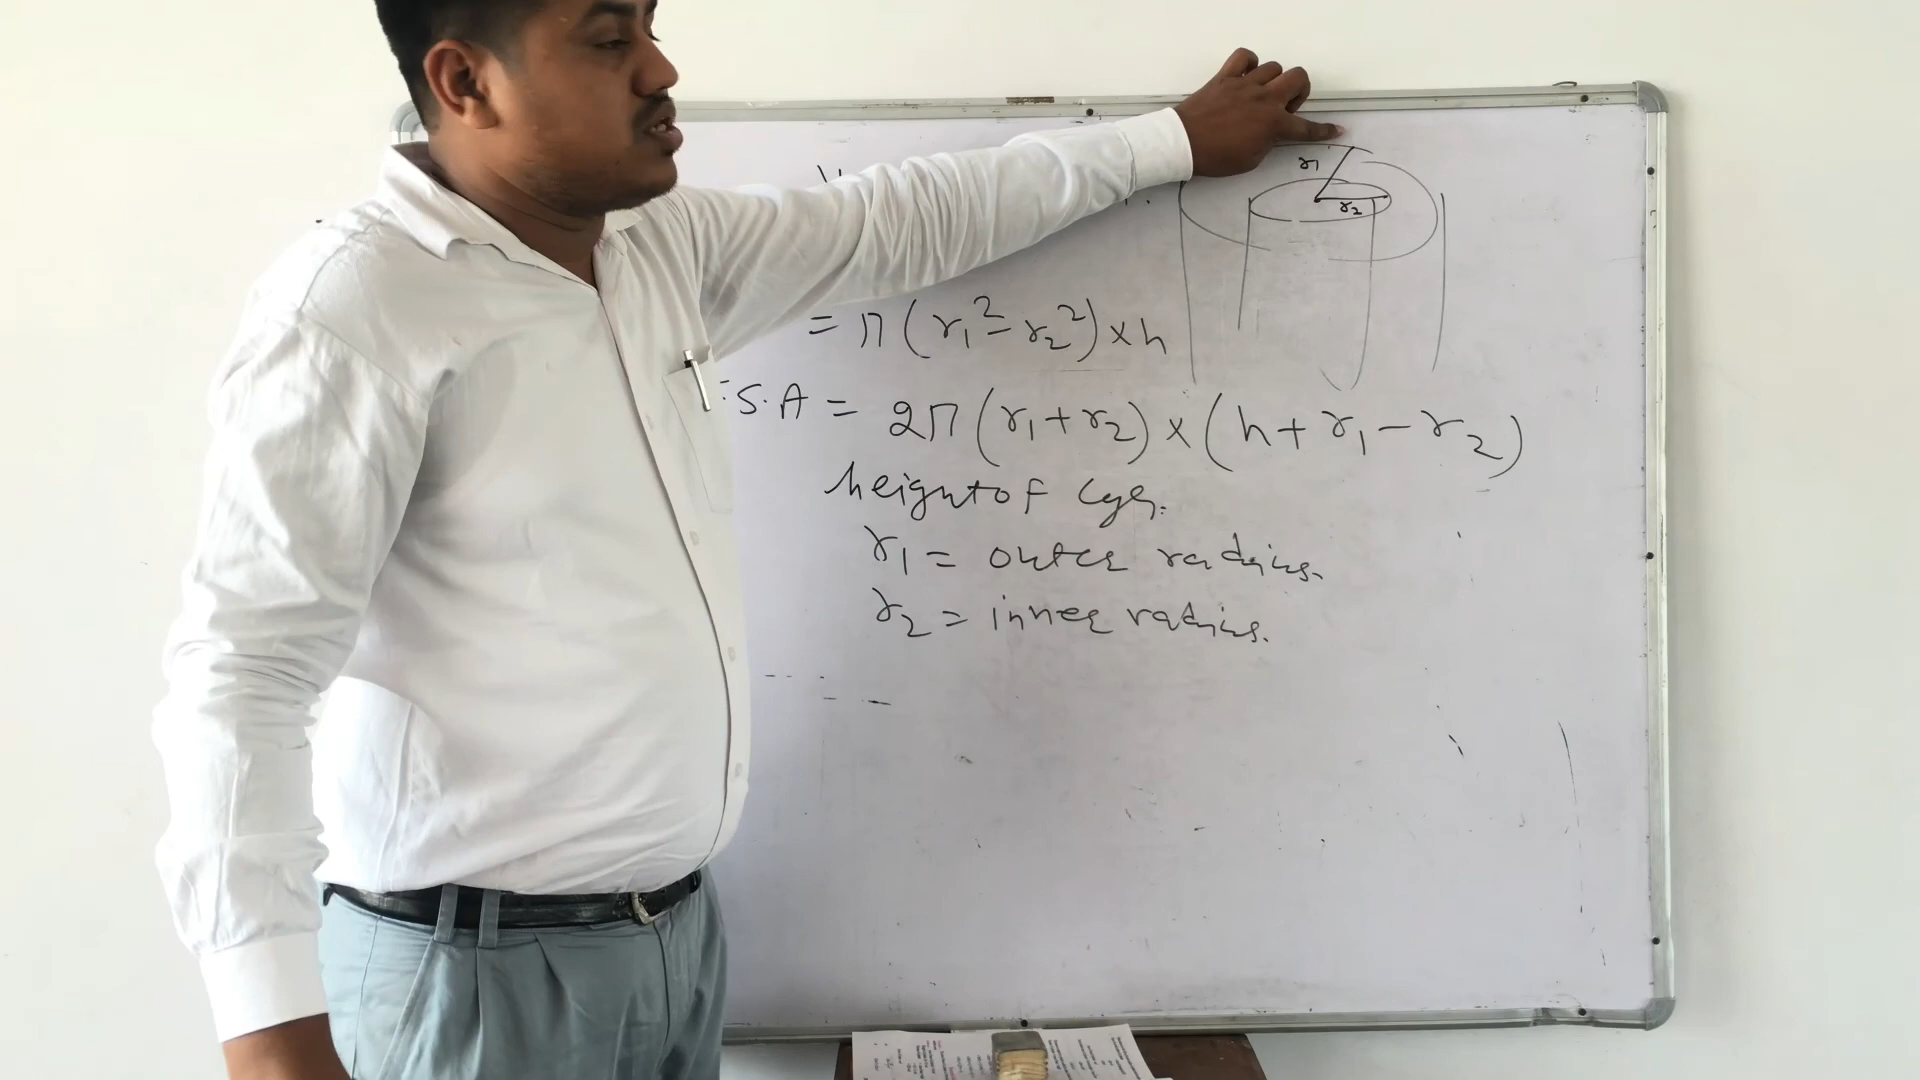 r1
r2
= π (r₁² - r₂²) × h
S.A = 2π (r₁ + r₂) × (h + r₁ - r₂)
height of Cyl.
r₁ = outer radius.
r₂ = inner radius.